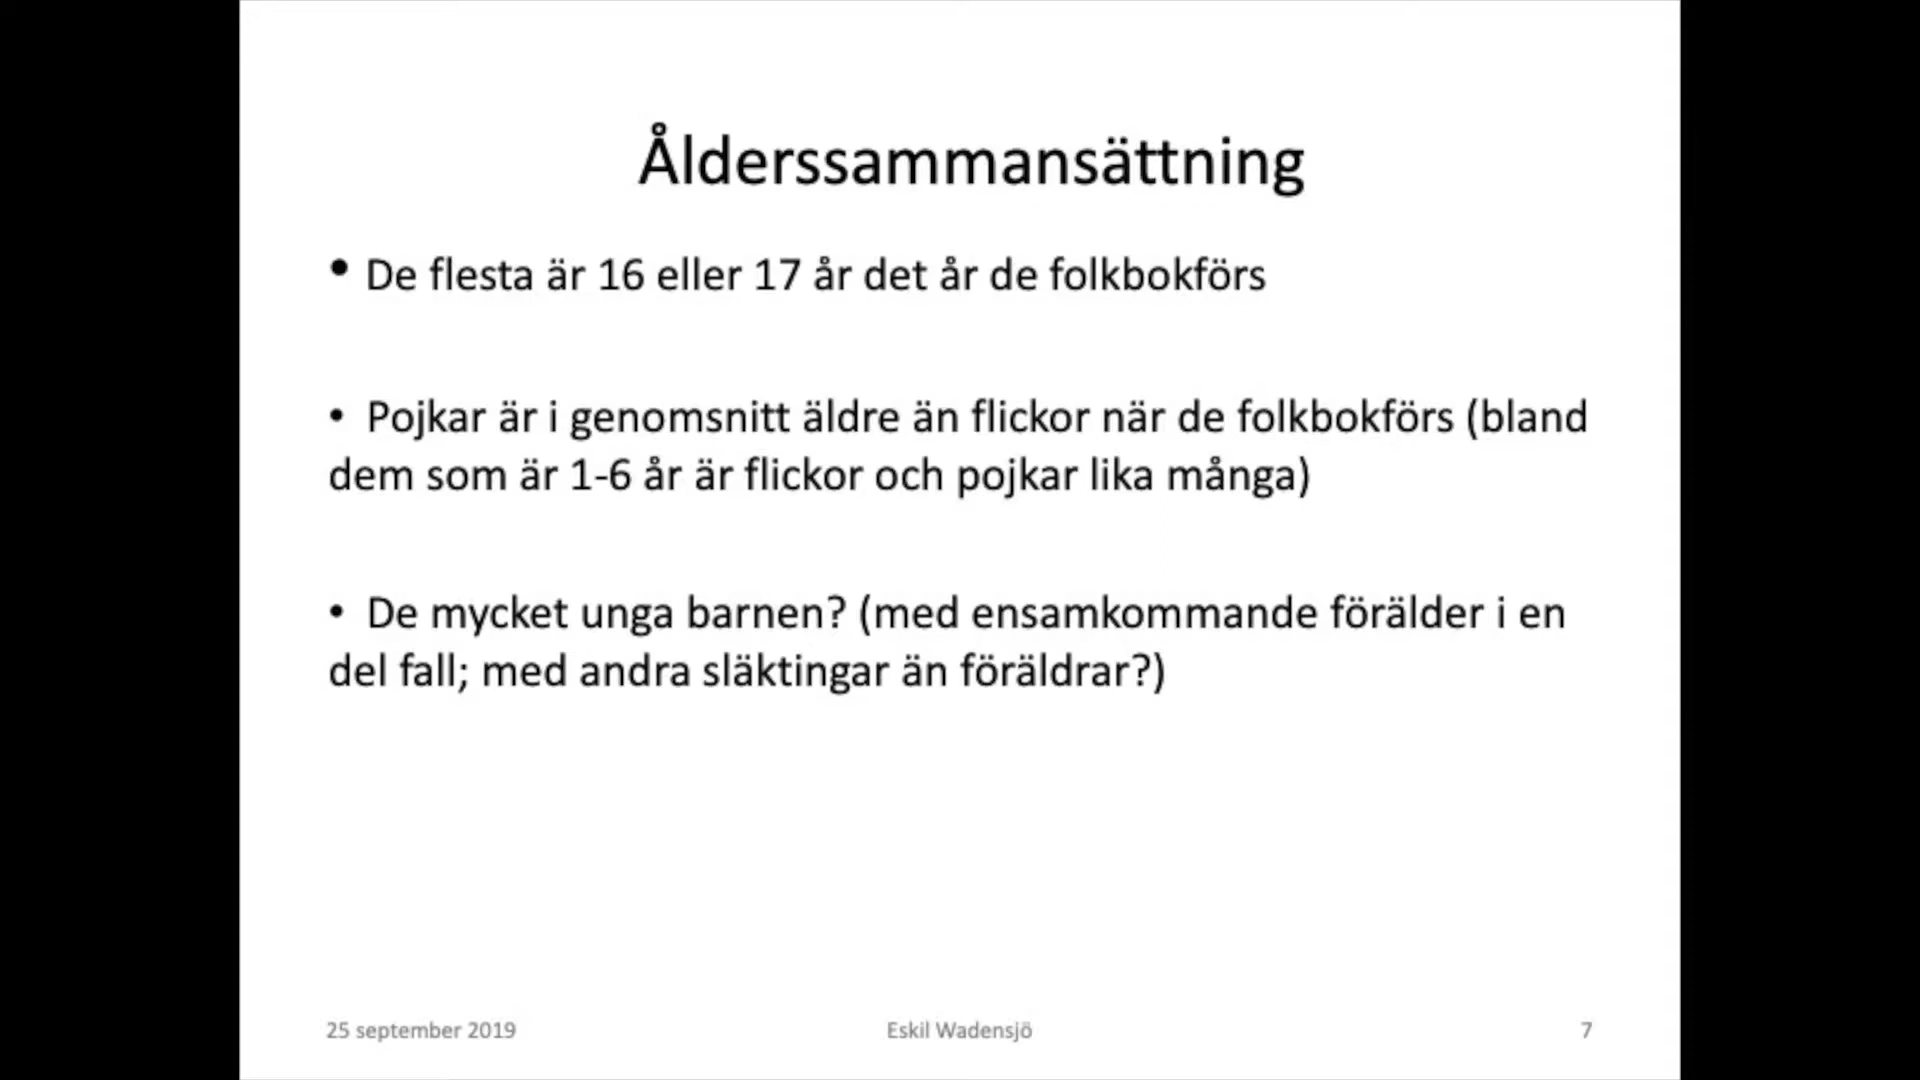 Ålderssammansättning
• De flesta är 16 eller 17 år det år de folkbokförs
• Pojkar är i genomsnitt äldre än flickor när de folkbokförs (bland
dem som är 1-6 år är flickor och pojkar lika många)
• De mycket unga barnen? (med ensamkommande förälder i en
del fall; med andra släktingar än föräldrar?)
25 september 2019
Eskil Wadensjö
7